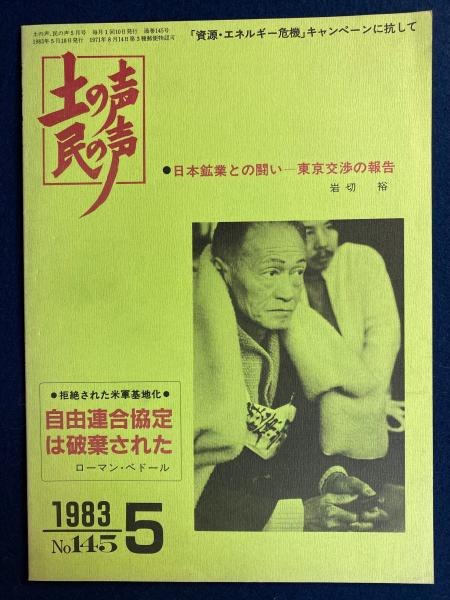 土の声、民の声5月号　毎月1回10日発行　通巻145号
1983年5月10日発行　1971年8月14日第3種郵便物認可
「資源・エネルギー危機」キャンペーンに抗して
土の声
民の声
●日本鉱業との闘い—東京交渉の報告
岩切　裕
●拒絶された米軍基地化●
自由連合協定
は破棄された
ローマン・ベドール
1983
No145
5